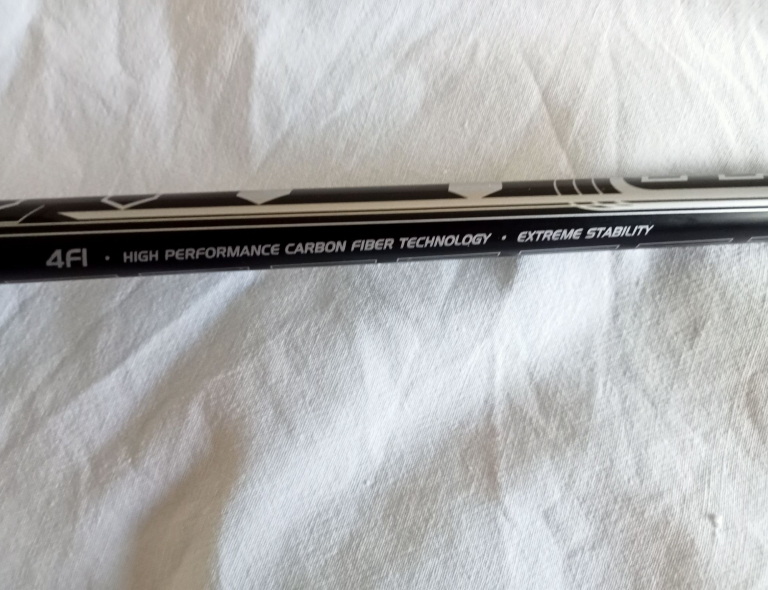 4FI · HIGH PERFORMANCE CARBON FIBER TECHNOLOGY · EXTREME STABILITY